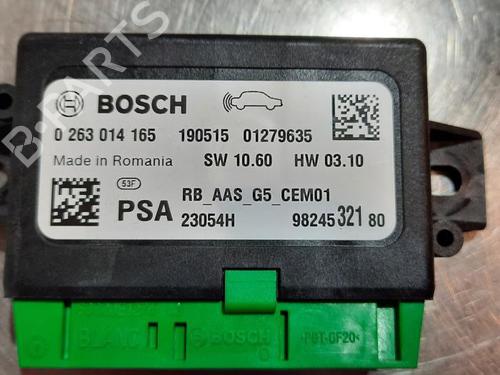 B-PARTS
BOSCH
0 263 014 165 190515 01279635
Made in Romania SW 10.60 HW 03.10
53F
RB_AAS_G5_CEM01
PSA 23054H 98245 321 80
BLANC BOSCH >PBT-GF20<